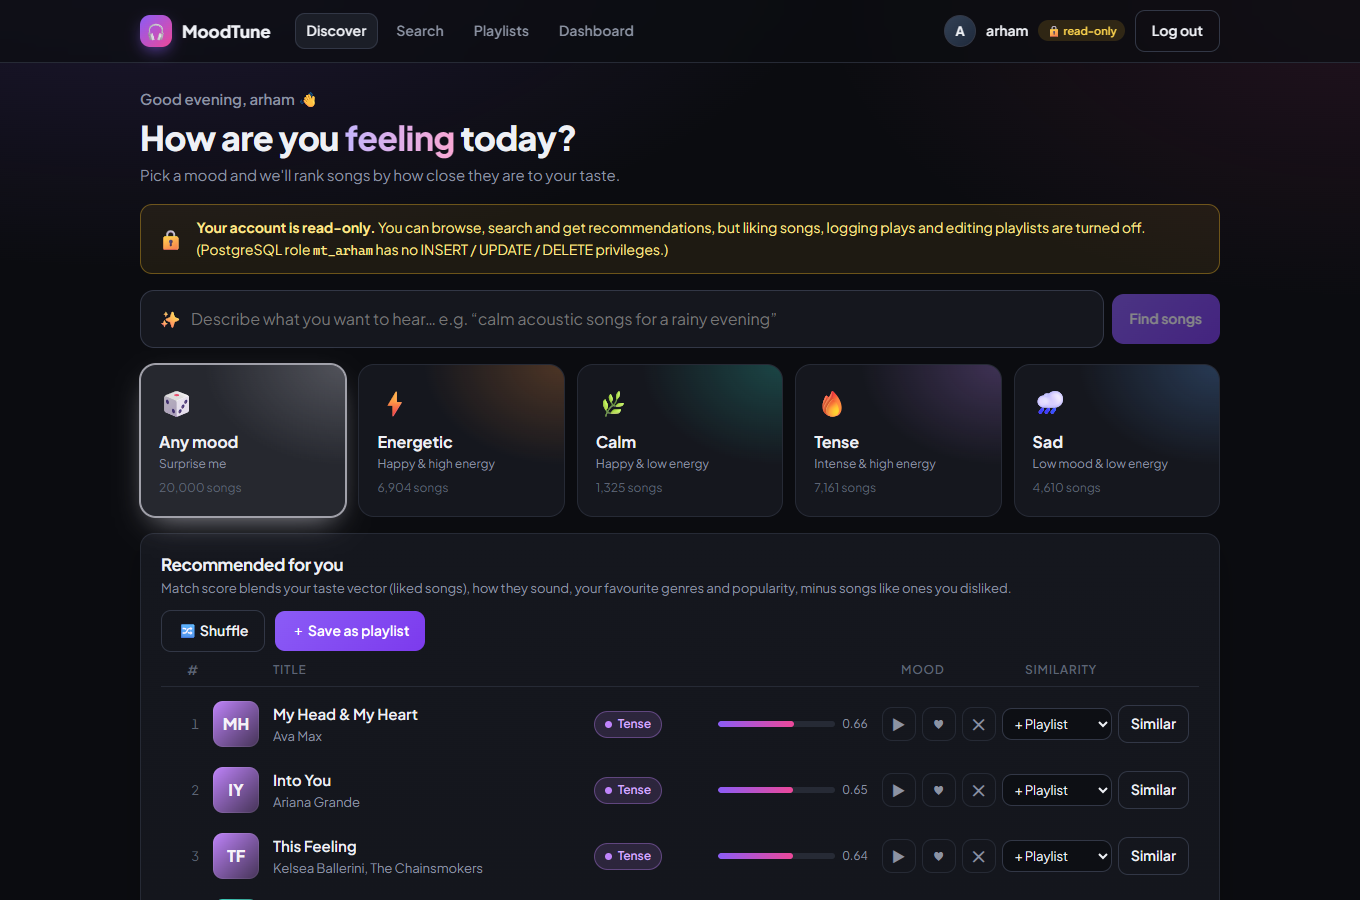 MoodTune
Discover
Search
Playlists
Dashboard
A
arham
🔒 read-only
Log out
Good evening, arham 👋
How are you feeling today?
Pick a mood and we'll rank songs by how close they are to your taste.
Your account is read-only. You can browse, search and get recommendations, but liking songs, logging plays and editing playlists are turned off.
(PostgreSQL role mt_arham has no INSERT / UPDATE / DELETE privileges.)
Describe what you want to hear… e.g. “calm acoustic songs for a rainy evening”
Find songs
Any mood
Surprise me
20,000 songs
Energetic
Happy & high energy
6,904 songs
Calm
Happy & low energy
1,325 songs
Tense
Intense & high energy
7,161 songs
Sad
Low mood & low energy
4,610 songs
Recommended for you
Match score blends your taste vector (liked songs), how they sound, your favourite genres and popularity, minus songs like ones you disliked.
🔀 Shuffle
+ Save as playlist
# TITLE MOOD SIMILARITY
1 MH My Head & My Heart Tense 0.66 + Playlist Similar
Ava Max
2 IY Into You Tense 0.65 + Playlist Similar
Ariana Grande
3 TF This Feeling Tense 0.64 + Playlist Similar
Kelsea Ballerini, The Chainsmokers